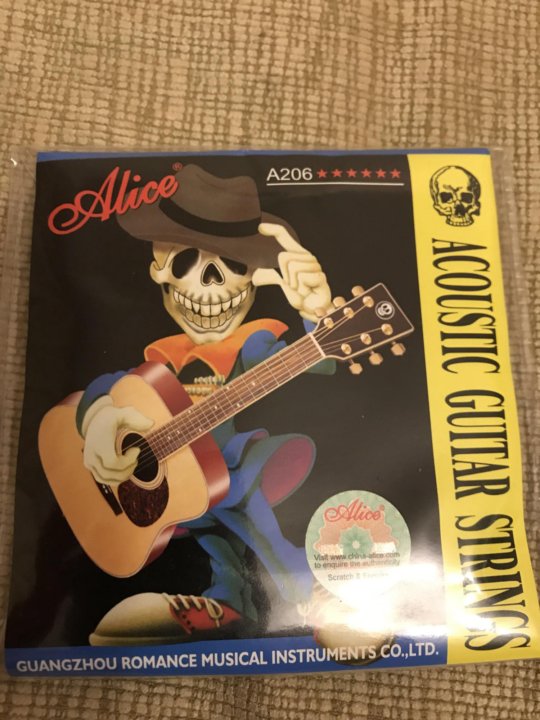 Alice®
A206 ★★★★★★
ACOUSTIC GUITAR STRINGS
Alice®
Visit www.china-alice.com
to enquire the authenticity
Scratch &
GUANGZHOU ROMANCE MUSICAL INSTRUMENTS CO.,LTD.